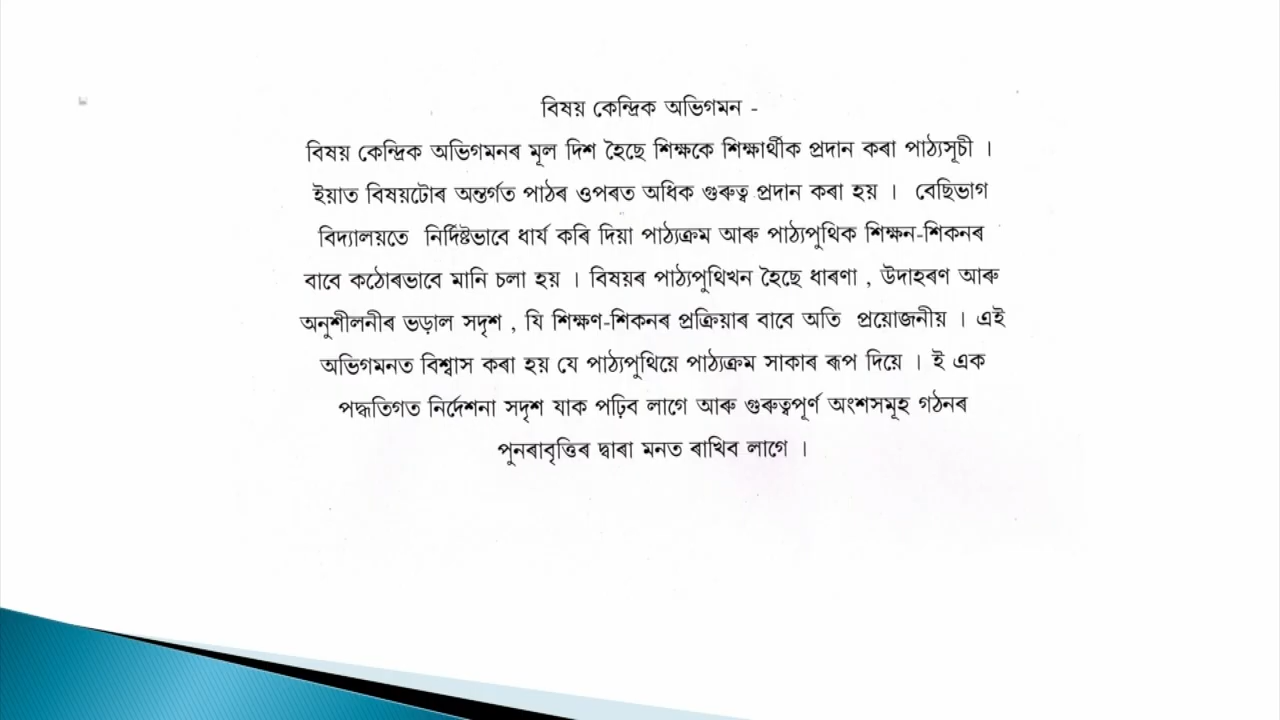 বিষয় কেন্দ্ৰিক অভিগমন -
বিষয় কেন্দ্ৰিক অভিগমনৰ মূল দিশ হৈছে শিক্ষকে শিক্ষাৰ্থীক প্ৰদান কৰা পাঠ্যসূচী ।
ইয়াত বিষয়টোৰ অন্তৰ্গত পাঠৰ ওপৰত অধিক গুৰুত্ব প্ৰদান কৰা হয় । বেছিভাগ
বিদ্যালয়তে নিৰ্দিষ্টভাবে ধাৰ্য কৰি দিয়া পাঠ্যক্ৰম আৰু পাঠ্যপুথিক শিক্ষন-শিকনৰ
বাবে কঠোৰভাবে মানি চলা হয় । বিষয়ৰ পাঠ্যপুথিখন হৈছে ধাৰণা , উদাহৰণ আৰু
অনুশীলনীৰ ভড়াল সদৃশ , যি শিক্ষণ-শিকনৰ প্ৰক্ৰিয়াৰ বাবে অতি প্ৰয়োজনীয় । এই
অভিগমনত বিশ্বাস কৰা হয় যে পাঠ্যপুথিয়ে পাঠ্যক্ৰম সাকাৰ ৰূপ দিয়ে । ই এক
পদ্ধতিগত নিৰ্দেশনা সদৃশ যাক পঢ়িব লাগে আৰু গুৰুত্বপূৰ্ণ অংশসমূহ গঠনৰ
পুনৰাবৃত্তিৰ দ্বাৰা মনত ৰাখিব লাগে ।